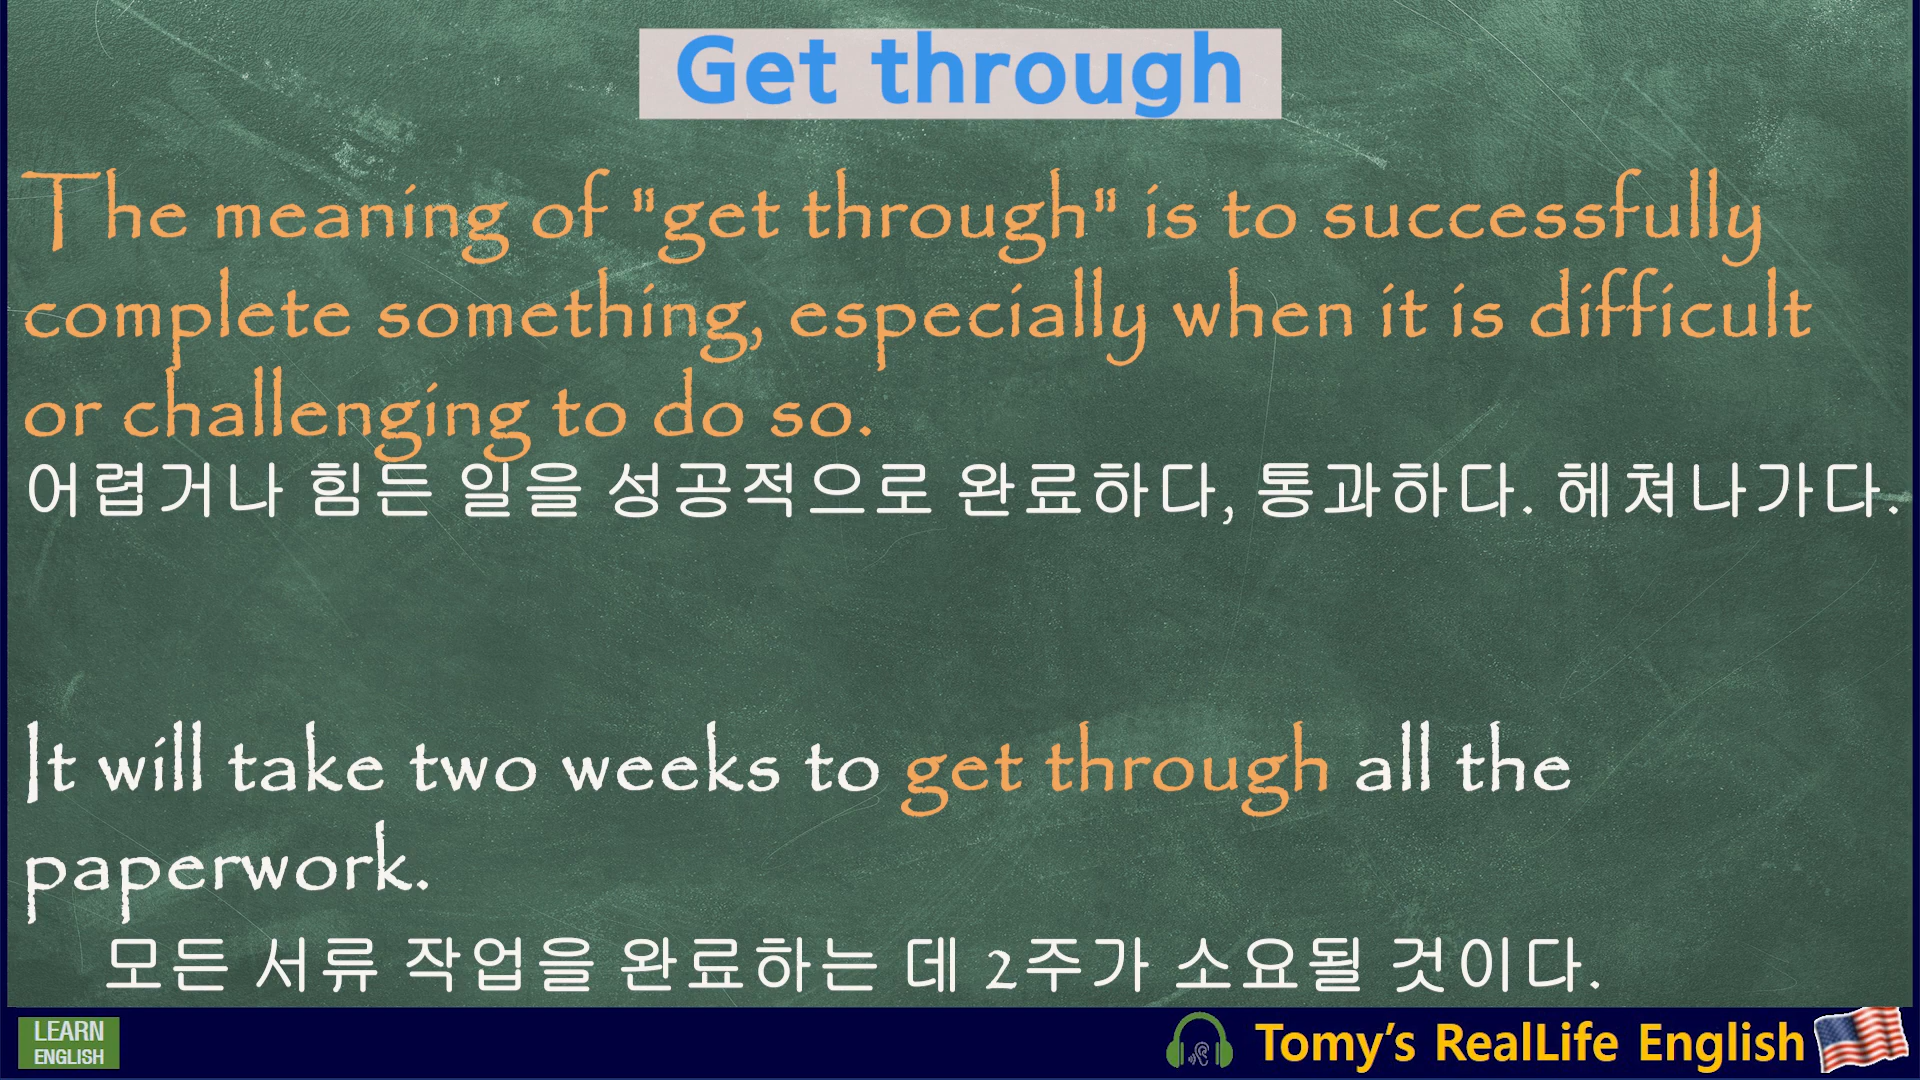 Get through
The meaning of "get through" is to successfully
complete something, especially when it is difficult
or challenging to do so.
어렵거나 힘든 일을 성공적으로 완료하다, 통과하다. 헤쳐나가다.
It will take two weeks to get through all the
paperwork.
모든 서류 작업을 완료하는 데 2주가 소요될 것이다.
LEARN
ENGLISH
Tomy's RealLife English